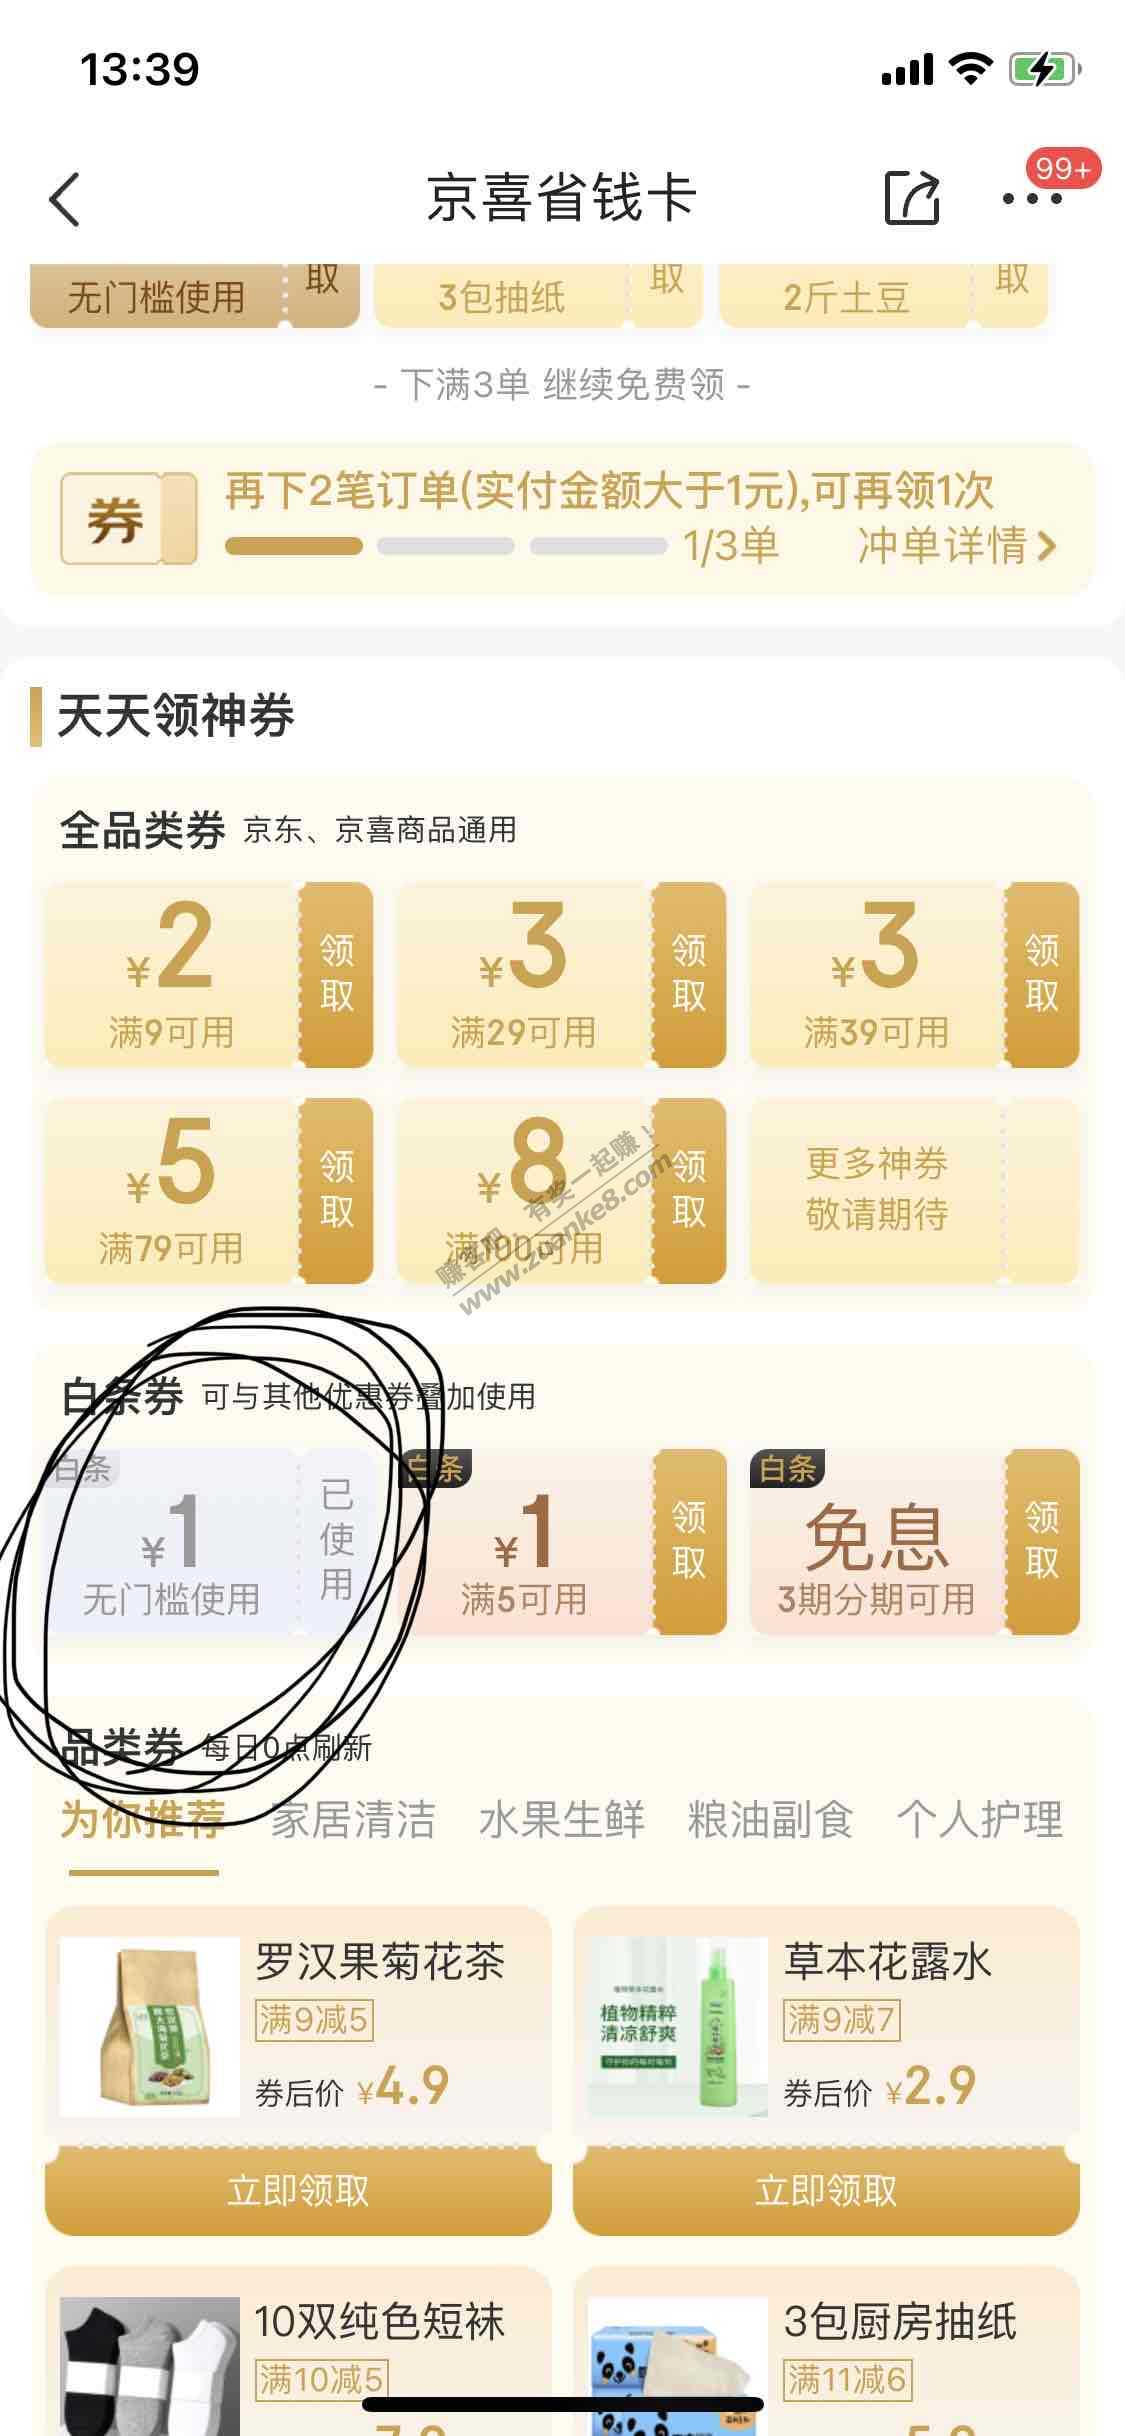 13:39
京喜省钱卡
99+
无门槛使用 取 3包抽纸 取 2斤土豆 取
- 下满3单 继续免费领 -
券 再下2笔订单(实付金额大于1元),可再领1次
1/3单 冲单详情
天天领神券
全品类券 京东、京喜商品通用
¥2 满9可用 领取
¥3 满29可用 领取
¥3 满39可用 领取
¥5 满79可用 领取
¥8 满100可用 领取
更多神券
敬请期待
赚客吧，有奖一起赚！
www.zuanke8.com
白条券 可与其他优惠券叠加使用
白条 ¥1 无门槛使用 已使用
白条 ¥1 满5可用 领取
白条 免息 3期分期可用 领取
品类券 每日0点刷新
为你推荐 家居清洁 水果生鲜 粮油副食 个人护理
罗汉果菊花茶
满9减5
券后价 ¥4.9
立即领取
植物精粹
清凉舒爽
草本花露水
满9减7
券后价 ¥2.9
立即领取
10双纯色短袜
满10减5
3包厨房抽纸
满11减6